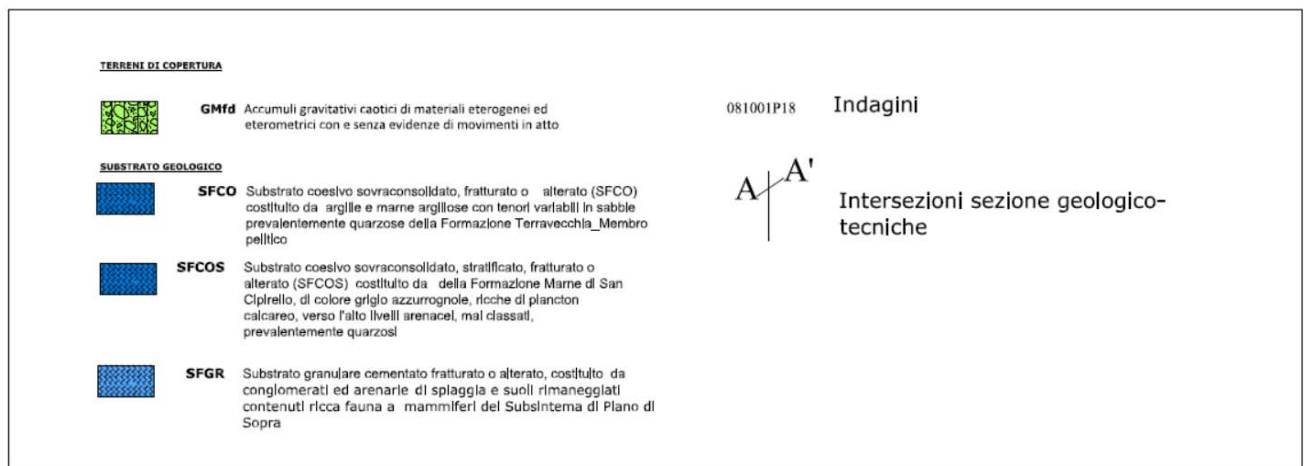 TERRENI DI COPERTURA
GMfd Accumuli gravitativi caotici di materiali eterogenei ed
eterometrici con e senza evidenze di movimenti in atto
SUBSTRATO GEOLOGICO
SFCO Substrato coesivo sovraconsolidato, fratturato o alterato (SFCO)
costituito da argille e marne argillose con tenori variabili in sabbie
prevalentemente quarzose della Formazione Terravecchia_Membro
pelitico
SFCOS Substrato coesivo sovraconsolidato, stratificato, fratturato o
alterato (SFCOS) costituito da della Formazione Marne di San
Cipirello, di colore grigio azzurrognole, ricche di plancton
calcareo, verso l'alto livelli arenacei, mal classati,
prevalentemente quarzosi
SFGR Substrato granulare cementato fratturato o alterato, costituito da
conglomerati ed arenarie di spiaggia e suoli rimaneggiati
contenuti ricca fauna a mammiferi del Subsintema di Piano di
Sopra
081001P18 Indagini
A A'
Intersezioni sezione geologico-
tecniche